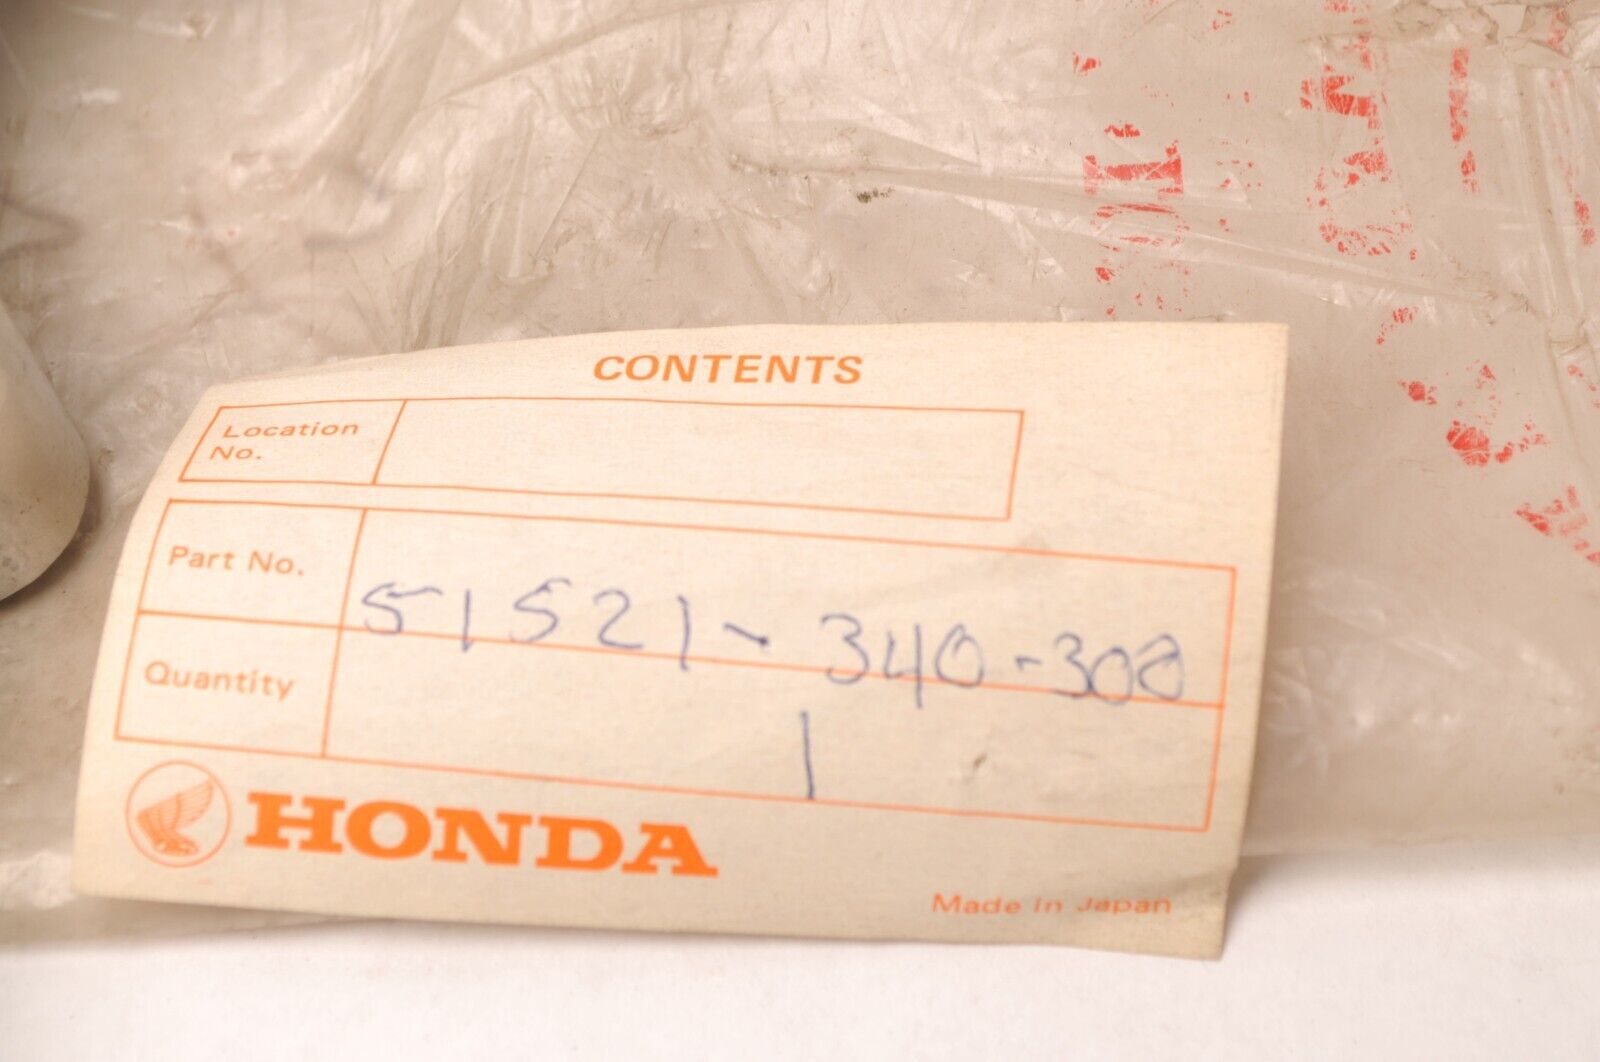 CONTENTS
Location
No.
Part No. 51521-340-300
Quantity 1
HONDA
Made in Japan